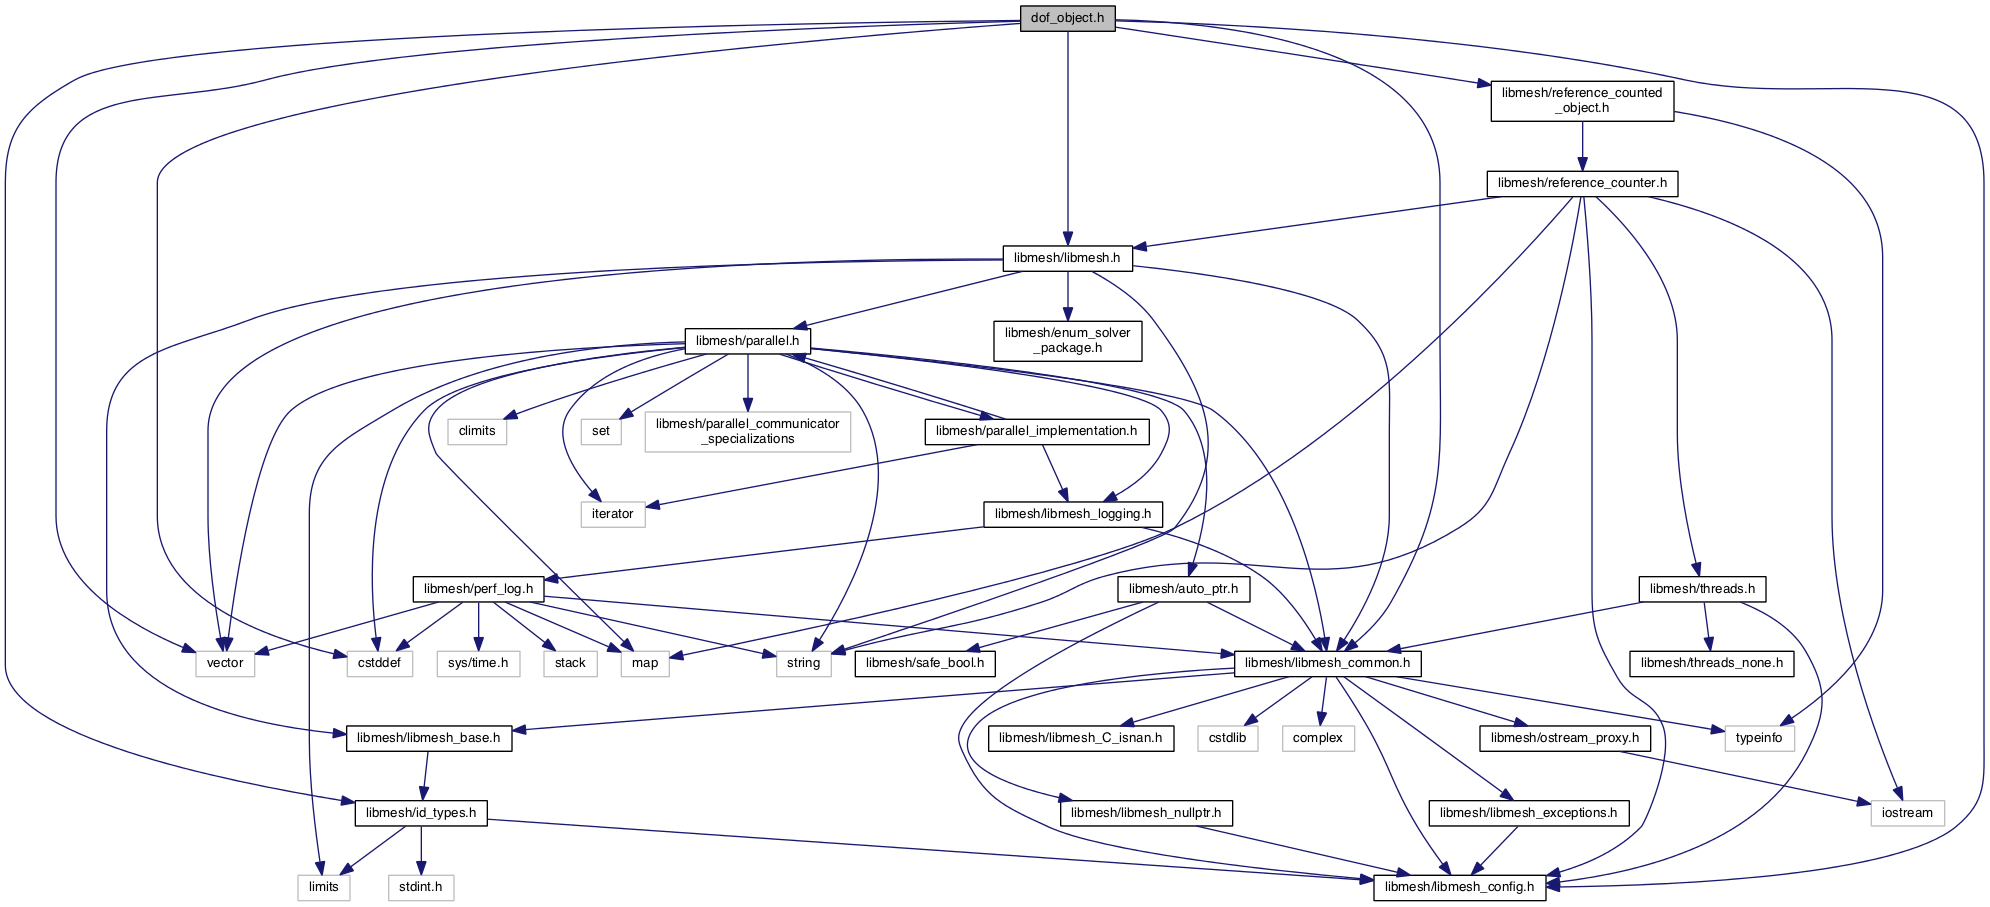 dof_object.h
libmesh/reference_counted
_object.h
libmesh/reference_counter.h
libmesh/libmesh.h
libmesh/parallel.h
libmesh/enum_solver
_package.h
climits
set
libmesh/parallel_communicator
_specializations
libmesh/parallel_implementation.h
iterator
libmesh/libmesh_logging.h
libmesh/perf_log.h
libmesh/auto_ptr.h
libmesh/threads.h
vector
cstddef
sys/time.h
stack
map
string
libmesh/safe_bool.h
libmesh/libmesh_common.h
libmesh/threads_none.h
libmesh/libmesh_base.h
libmesh/libmesh_C_isnan.h
cstdlib
complex
libmesh/ostream_proxy.h
typeinfo
libmesh/id_types.h
libmesh/libmesh_nullptr.h
libmesh/libmesh_exceptions.h
iostream
limits
stdint.h
libmesh/libmesh_config.h